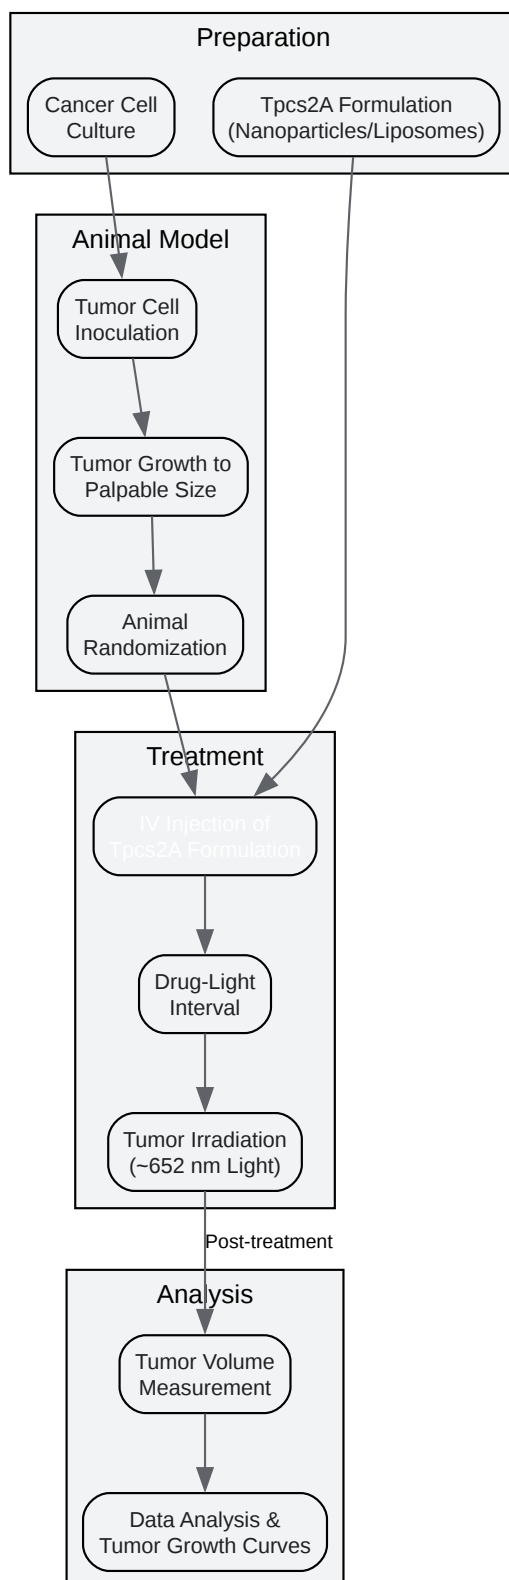 Preparation
Cancer Cell
Culture
Tpcs2A Formulation
(Nanoparticles/Liposomes)
Animal Model
Tumor Cell
Inoculation
Tumor Growth to
Palpable Size
Animal
Randomization
Treatment
IV Injection of
Tpcs2A Formulation
Drug-Light
Interval
Tumor Irradiation
(~652 nm Light)
Post-treatment
Analysis
Tumor Volume
Measurement
Data Analysis &
Tumor Growth Curves